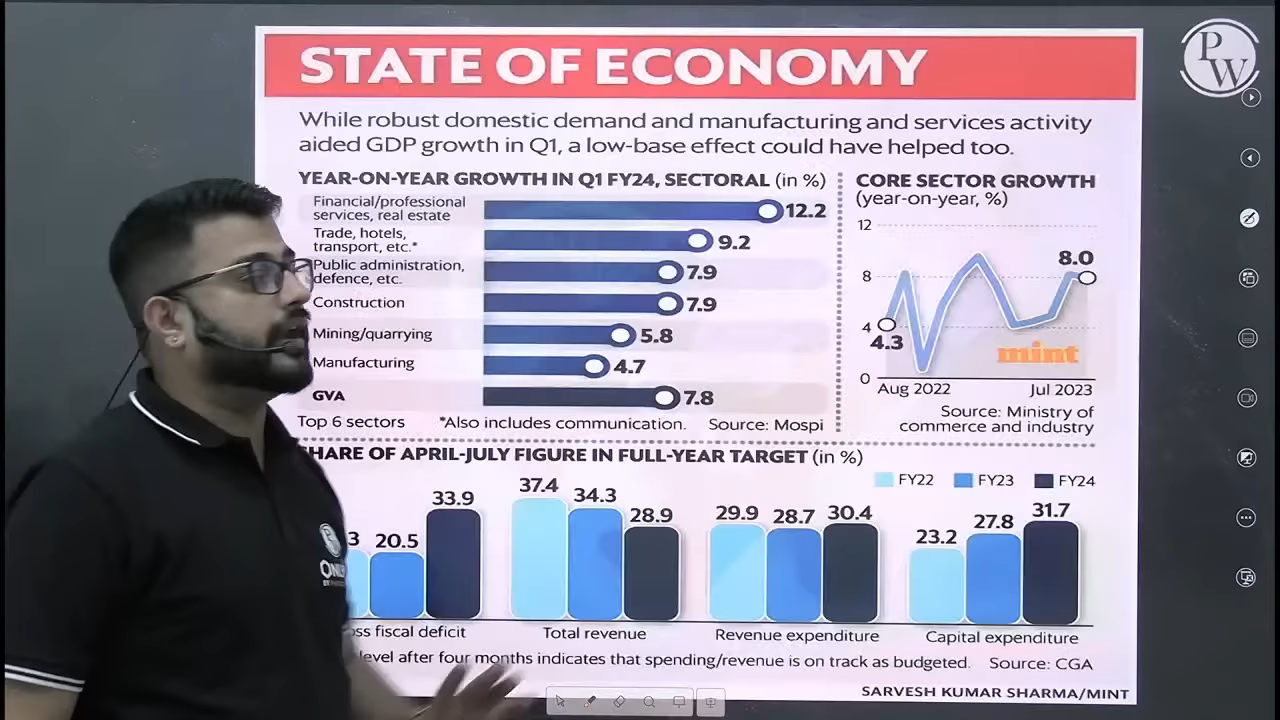 PW
STATE OF ECONOMY
While robust domestic demand and manufacturing and services activity
aided GDP growth in Q1, a low-base effect could have helped too.
YEAR-ON-YEAR GROWTH IN Q1 FY24, SECTORAL (in %)
Financial/professional
services, real estate
12.2
Trade, hotels,
transport, etc.*
9.2
Public administration,
defence, etc.
7.9
Construction
7.9
Mining/quarrying
5.8
Manufacturing
4.7
GVA
7.8
Top 6 sectors *Also includes communication. Source: Mospi
CORE SECTOR GROWTH
(year-on-year, %)
12
8
4
0
8.0
4.3
mint
Aug 2022 Jul 2023
Source: Ministry of
commerce and industry
SHARE OF APRIL-JULY FIGURE IN FULL-YEAR TARGET (in %)
FY22 FY23 FY24
3 20.5 33.9
37.4 34.3 28.9
29.9 28.7 30.4
23.2 27.8 31.7
fiscal deficit Total revenue Revenue expenditure Capital expenditure
level after four months indicates that spending/revenue is on track as budgeted. Source: CGA
SARVESH KUMAR SHARMA/MINT